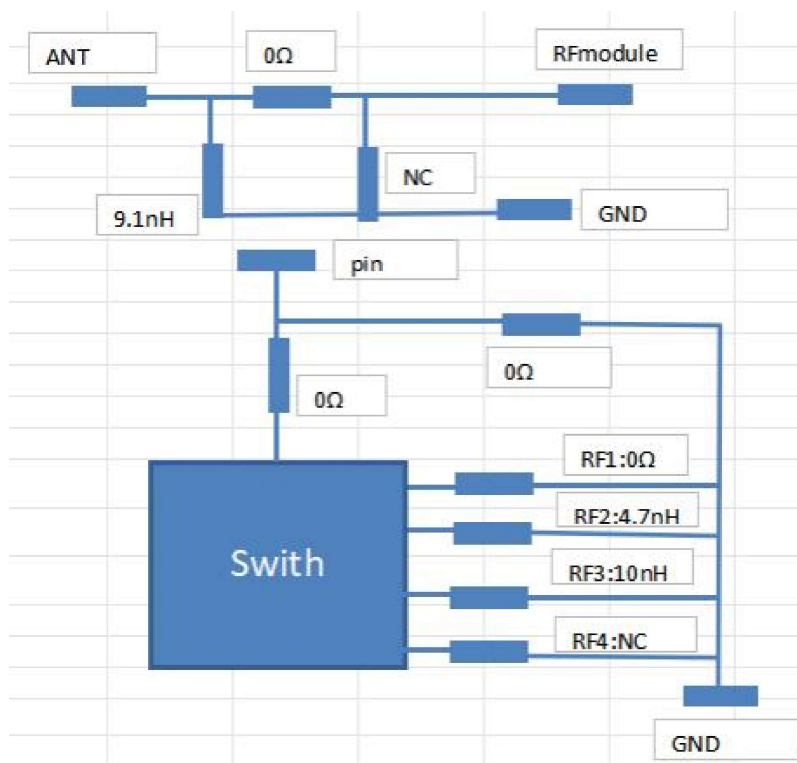 ANT
0Ω
RFmodule
9.1nH
NC
GND
pin
0Ω
0Ω
RF1:0Ω
RF2:4.7nH
Swith
RF3:10nH
RF4:NC
GND